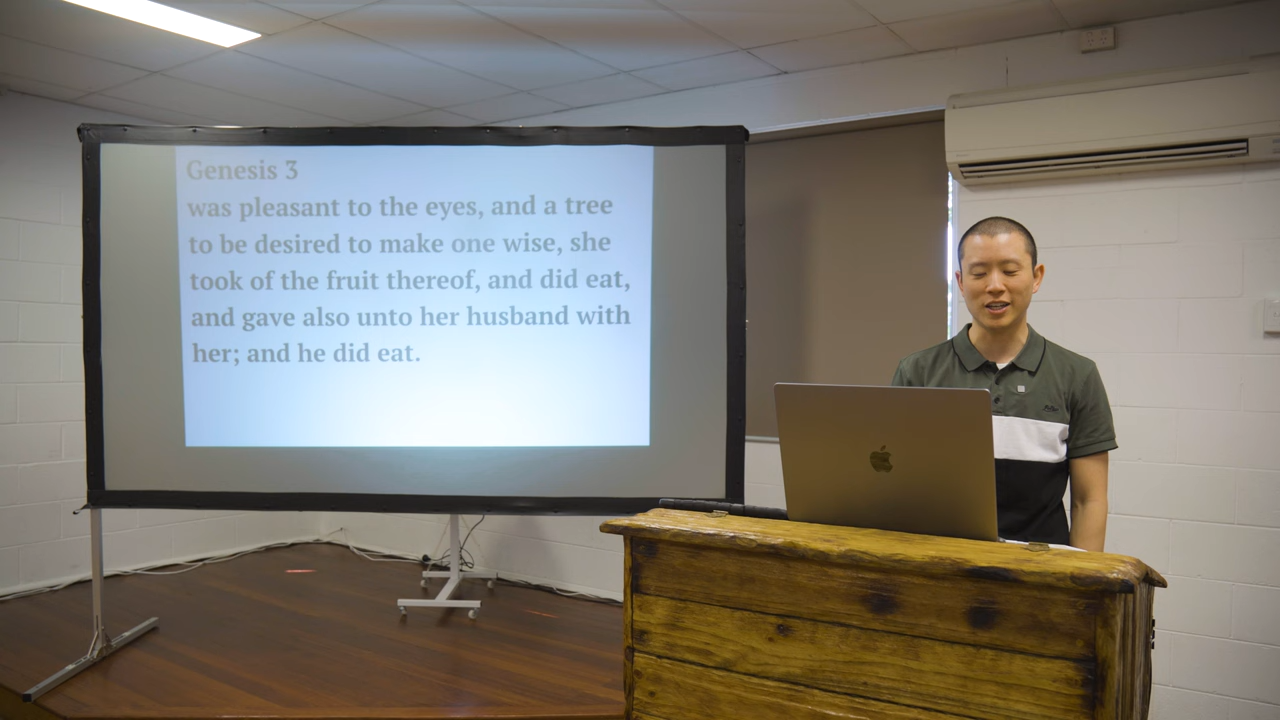 Genesis 3
was pleasant to the eyes, and a tree
to be desired to make one wise, she
took of the fruit thereof, and did eat,
and gave also unto her husband with
her; and he did eat.